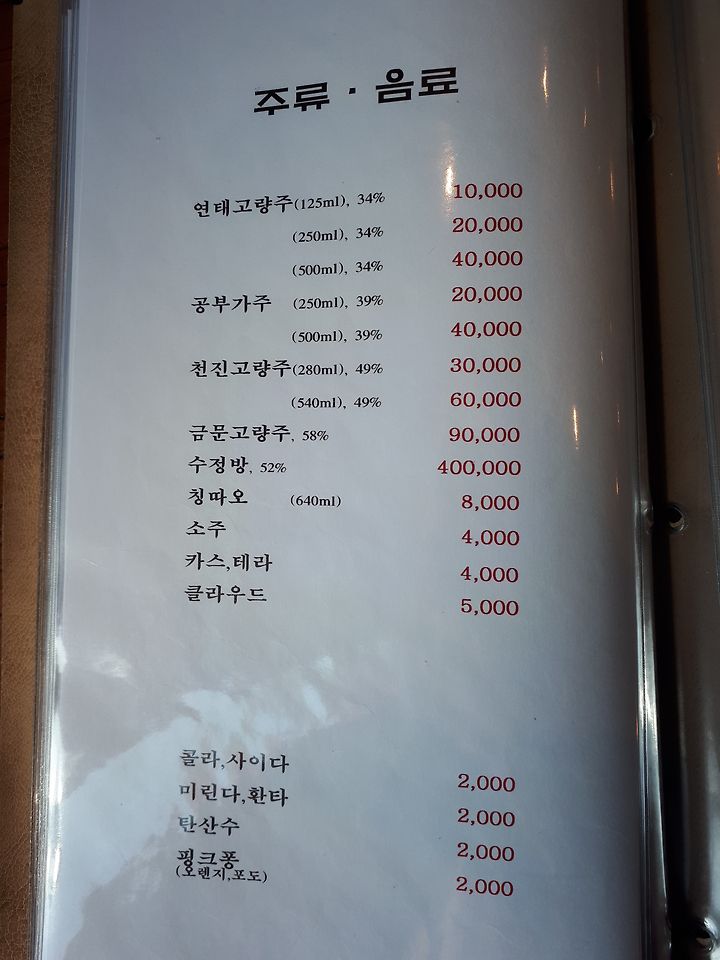 주류 · 음료
연태고량주(125ml), 34% 10,000
(250ml), 34% 20,000
(500ml), 34% 40,000
공부가주 (250ml), 39% 20,000
(500ml), 39% 40,000
천진고량주(280ml), 49% 30,000
(540ml), 49% 60,000
금문고량주, 58% 90,000
수정방, 52% 400,000
칭따오 (640ml) 8,000
소주 4,000
카스,테라 4,000
클라우드 5,000
콜라,사이다 2,000
미린다,환타 2,000
탄산수 2,000
핑크퐁 2,000
(오렌지,포도)